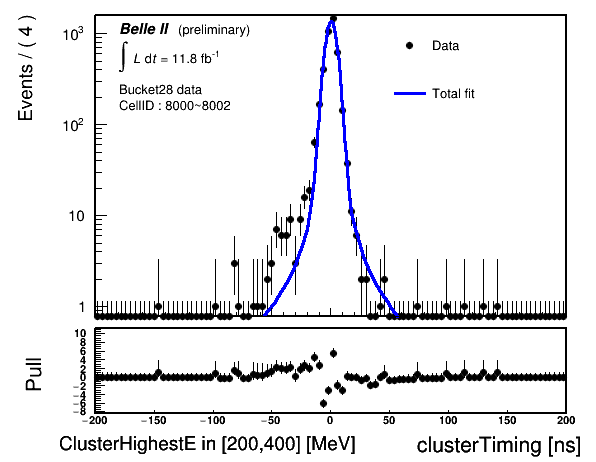 Belle II (preliminary)
∫ L dt = 11.8 fb⁻¹
Bucket28 data
CellID : 8000~8002
Data
Total fit
Events / ( 4 )
10³
10²
10
1
Pull
10
8
6
4
2
0
−2
−4
−6
−8
−200 −150 −100 −50 0 50 100 150 200
ClusterHighestE in [200,400] [MeV] clusterTiming [ns]